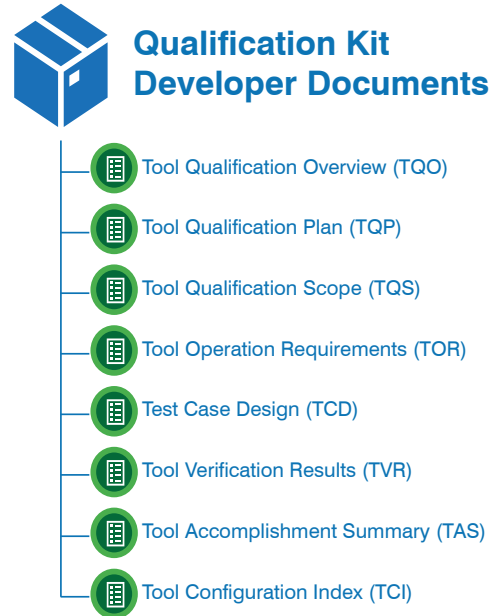 Qualification Kit
Developer Documents
Tool Qualification Overview (TQO)
Tool Qualification Plan (TQP)
Tool Qualification Scope (TQS)
Tool Operation Requirements (TOR)
Test Case Design (TCD)
Tool Verification Results (TVR)
Tool Accomplishment Summary (TAS)
Tool Configuration Index (TCI)